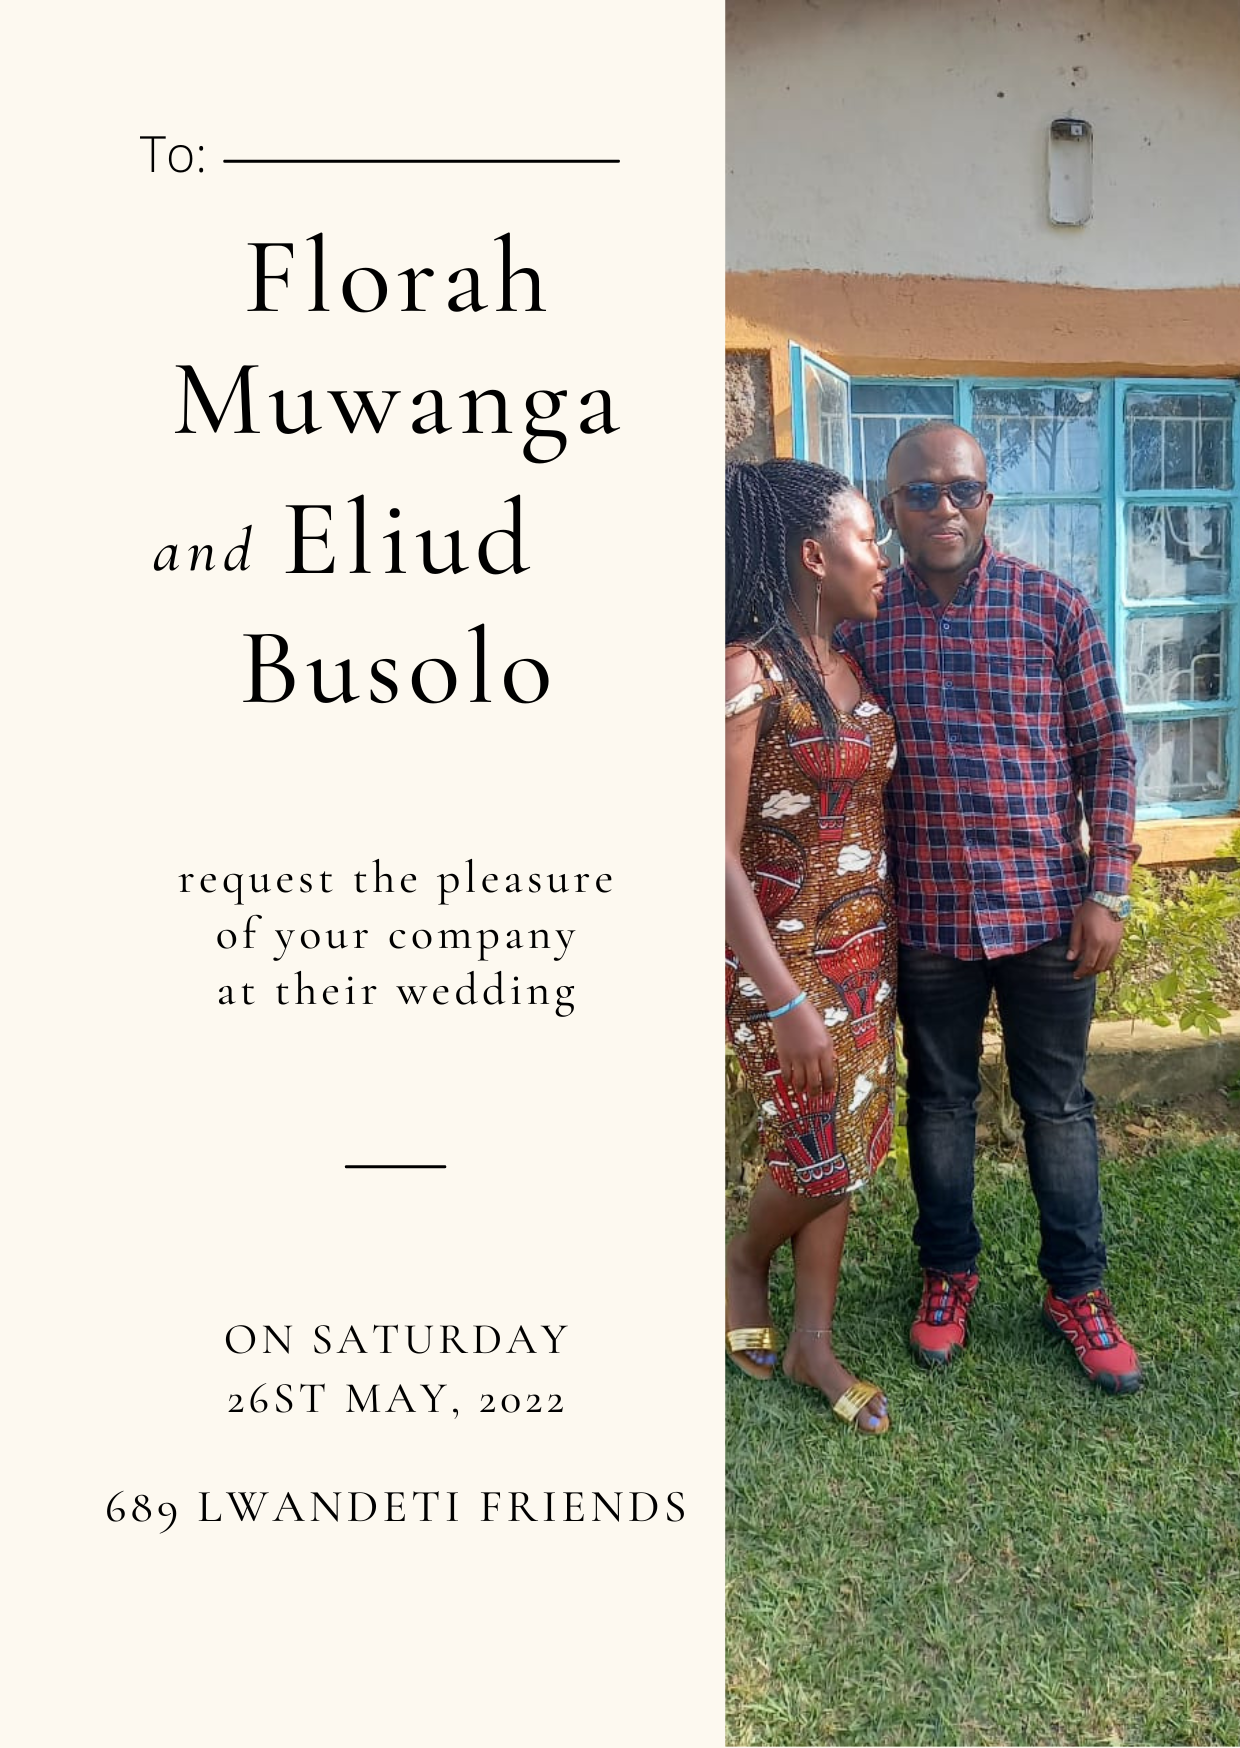 To:
Florah
Muwanga
and Eliud
Busolo
request the pleasure
of your company
at their wedding
ON SATURDAY
26ST MAY, 2022
689 LWANDETI FRIENDS